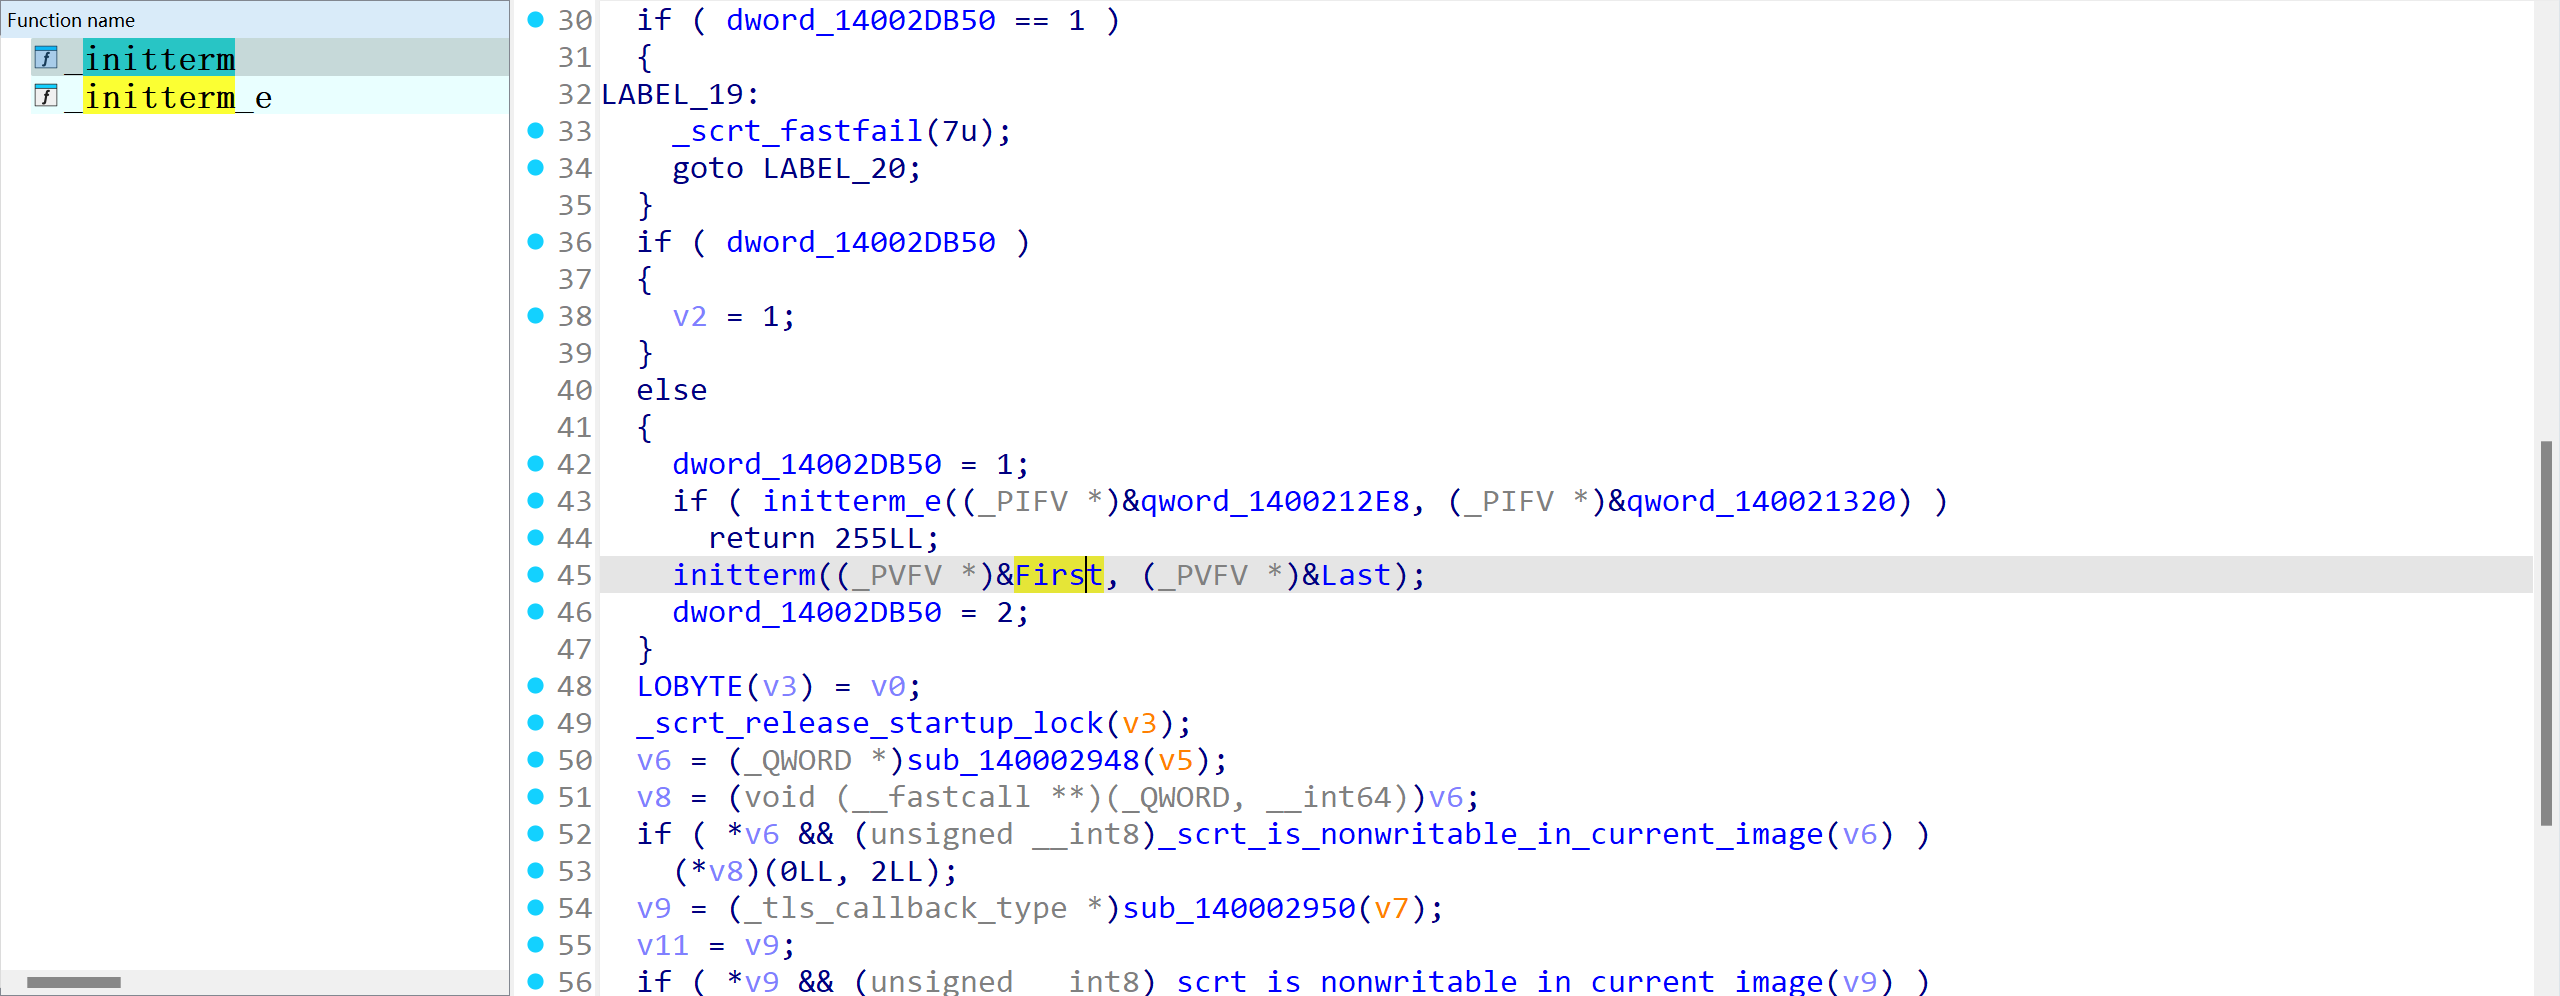 Function name
_initterm
_initterm_e
30 if ( dword_14002DB50 == 1 )
31 {
32 LABEL_19:
33 _scrt_fastfail(7u);
34 goto LABEL_20;
35 }
36 if ( dword_14002DB50 )
37 {
38 v2 = 1;
39 }
40 else
41 {
42 dword_14002DB50 = 1;
43 if ( initterm_e((_PIFV *)&qword_1400212E8, (_PIFV *)&qword_140021320) )
44 return 255LL;
45 initterm((_PVFV *)&First, (_PVFV *)&Last);
46 dword_14002DB50 = 2;
47 }
48 LOBYTE(v3) = v0;
49 _scrt_release_startup_lock(v3);
50 v6 = (_QWORD *)sub_140002948(v5);
51 v8 = (void (__fastcall **)(_QWORD, __int64))v6;
52 if ( *v6 && (unsigned __int8)_scrt_is_nonwritable_in_current_image(v6) )
53 (*v8)(0LL, 2LL);
54 v9 = (_tls_callback_type *)sub_140002950(v7);
55 v11 = v9;
56 if ( *v9 && (unsigned __int8)_scrt_is_nonwritable_in_current_image(v9) )